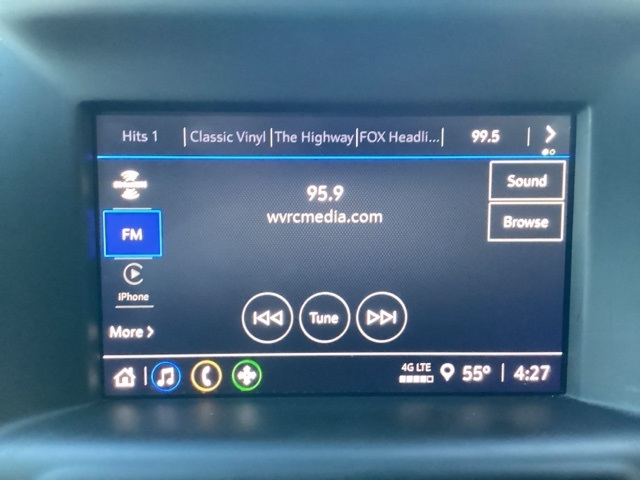 Hits 1 Classic Vinyl The Highway FOX Headli... 99.5
95.9
wvrcmedia.com
Sound
Browse
FM
iPhone
More
Tune
4G LTE
55° 4:27